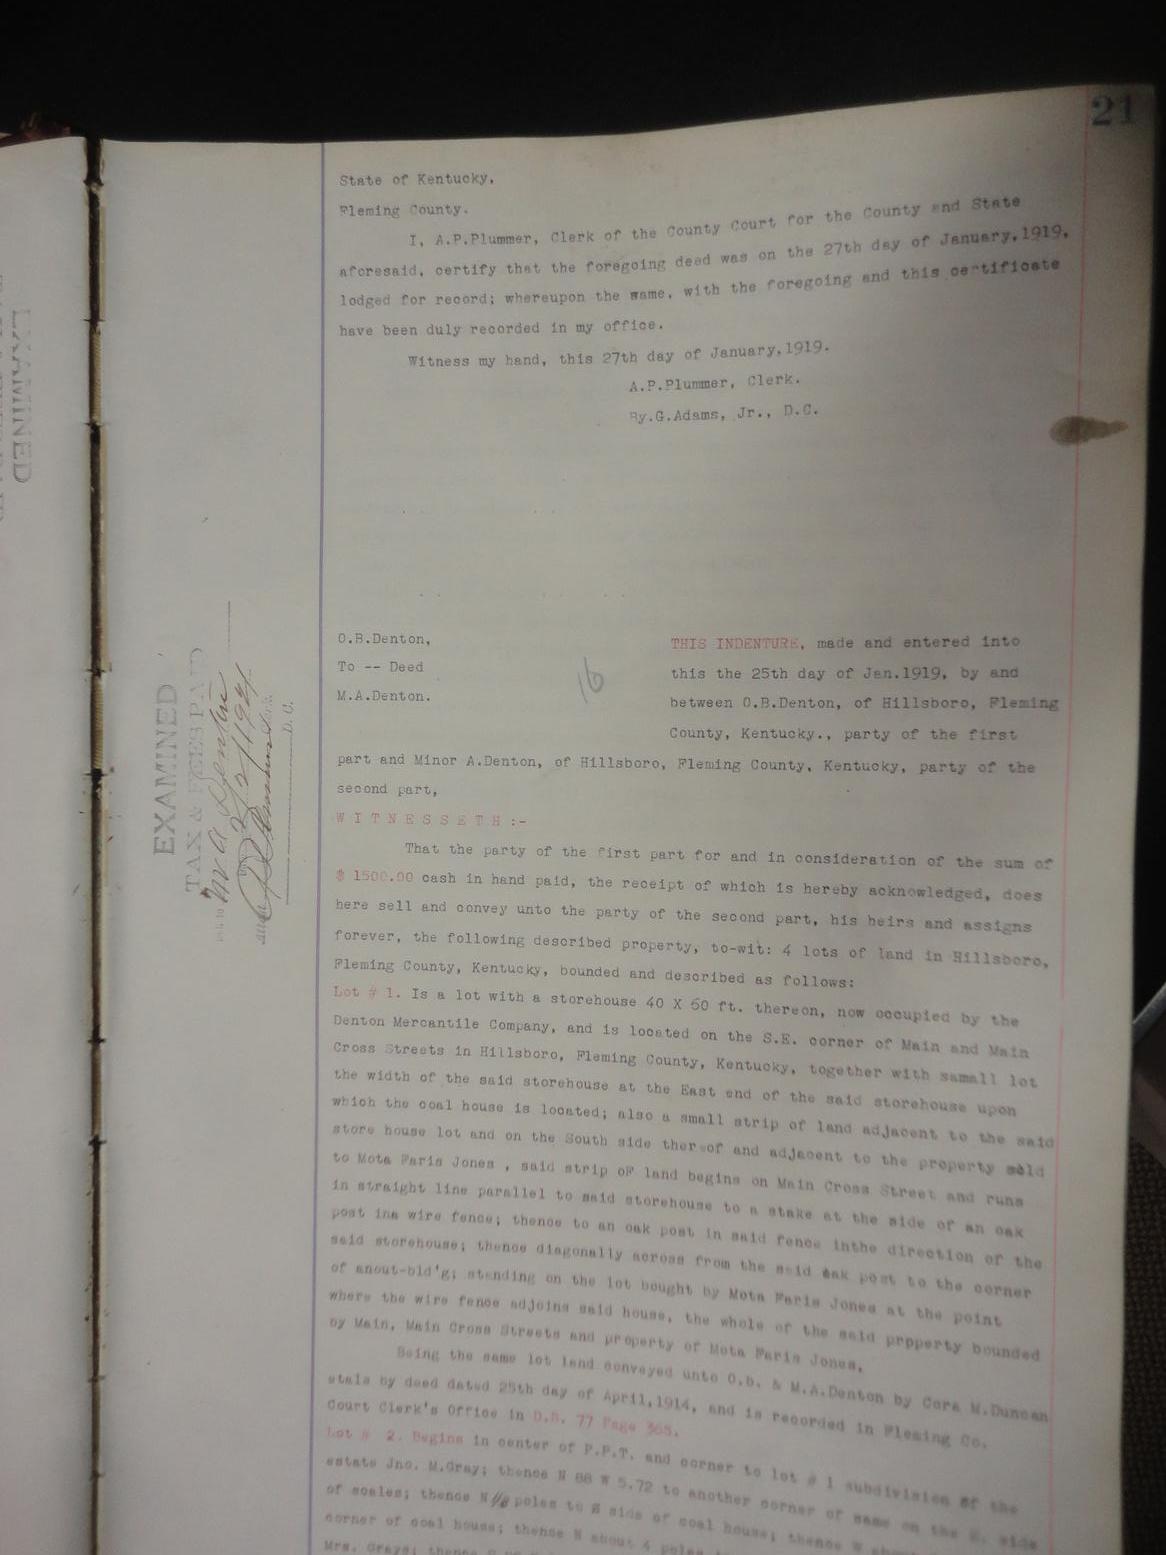 21
State of Kentucky,
Fleming County.
I, A.P.Plummer, Clerk of the County Court for the County and State
aforesaid, certify that the foregoing deed was on the 27th day of January,1919,
lodged for record; whereupon the same, with the foregoing and this certificate
have been duly recorded in my office.
Witness my hand, this 27th day of January,1919.
A.P.Plummer, Clerk.
By.G.Adams, Jr., D.C.
O.B.Denton,
To -- Deed
M.A.Denton.
16
THIS INDENTURE, made and entered into
this the 25th day of Jan.1919, by and
between O.B.Denton, of Hillsboro, Fleming
County, Kentucky., party of the first
part and Minor A.Denton, of Hillsboro, Fleming County, Kentucky, party of the
second part,
W I T N E S S E T H :-
That the party of the first part for and in consideration of the sum of
$ 1500.00 cash in hand paid, the receipt of which is hereby acknowledged, does
here sell and convey unto the party of the second part, his heirs and assigns
forever, the following described property, to-wit: 4 lots of land in Hillsboro,
Fleming County, Kentucky, bounded and described as follows:
Lot # 1. Is a lot with a storehouse 40 X 60 ft. thereon, now occupied by the
Denton Mercantile Company, and is located on the S.E. corner of Main and Main
Cross Streets in Hillsboro, Fleming County, Kentucky, together with samall lot
the width of the said storehouse at the East end of the said storehouse upon
which the coal house is located; also a small strip of land adjacent to the said
store house lot and on the South side thereof and adjacent to the property sold
to Mota Faris Jones , said strip oF land begins on Main Cross Street and runs
in straight line parallel to said storehouse to a stake at the side of an oak
post ina wire fence; thence to an oak post in said fence inthe direction of the
said storehouse; thence diagonally across from the said oak post to the corner
of anout-bld'g; standing on the lot bought by Mota Faris Jones at the point
where the wire fence adjoins said house, the whole of the said prpperty bounded
by Main, Main Cross Streets and property of Mota Faris Jones,
Being the same lot land conveyed unto O.b. & M.A.Denton by Cora M.Duncan
etals by deed dated 25th day of April,1914, and is recorded in Fleming Co.
Court Clerk's Office in D.B. 77 Page 365.
Lot # 2. Begins in center of P.P.T. and corner to lot # 1 subdivision of the
estate Jno. M.Gray; thence N 88 W 5.72 to another corner of same on the E. side
of scales; thence N poles to side of coal house; thence W
corner of coal house; thence N about 4 poles
Mrs. Grays; thence
EXAMINED
TAX & FEES PAID
M A Denton
D. C.
EXAMINED